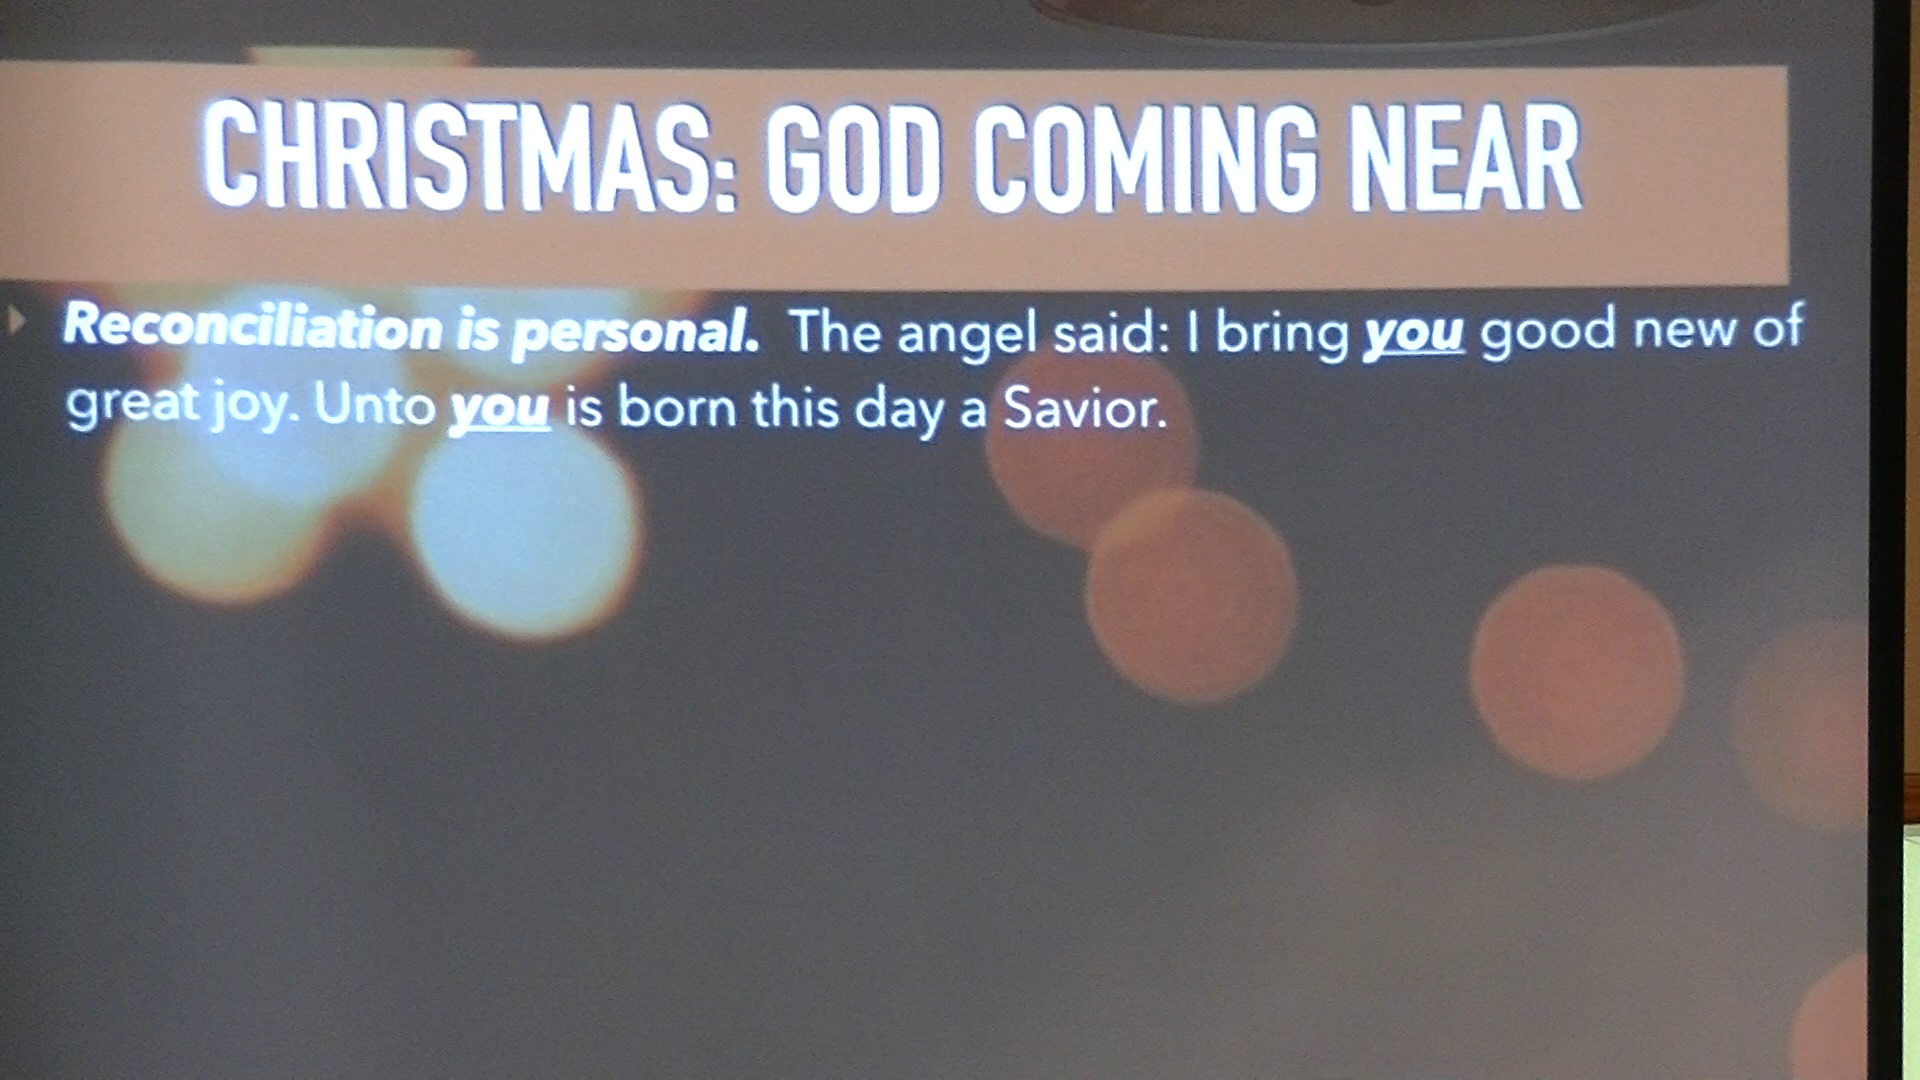 CHRISTMAS: GOD COMING NEAR
Reconciliation is personal. The angel said: I bring you good new of
great joy. Unto you is born this day a Savior.